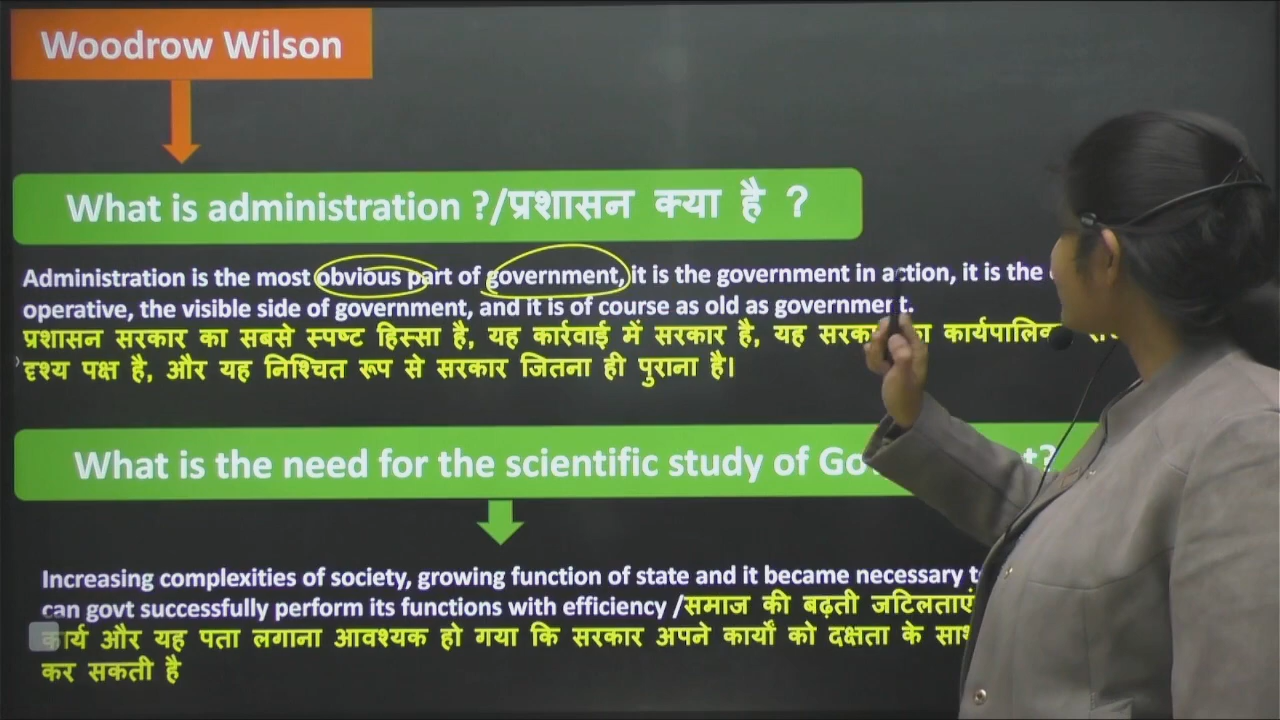 Woodrow Wilson
What is administration ?/प्रशासन क्या है ?
Administration is the most obvious part of government, it is the government in action, it is the
operative, the visible side of government, and it is of course as old as government.
प्रशासन सरकार का सबसे स्पष्ट हिस्सा है, यह कार्रवाई में सरकार है, यह सरकार का
दृश्य पक्ष है, और यह निश्चित रूप से सरकार जितना ही पुराना है।
What is the need for the scientific study of
Increasing complexities of society, growing function of state and it became necessary
can govt successfully perform its functions with efficiency /समाज की बढ़ती जटिलताएं
कार्य और यह पता लगाना आवश्यक हो गया कि सरकार अपने कार्यों को दक्षता के
कर सकती है